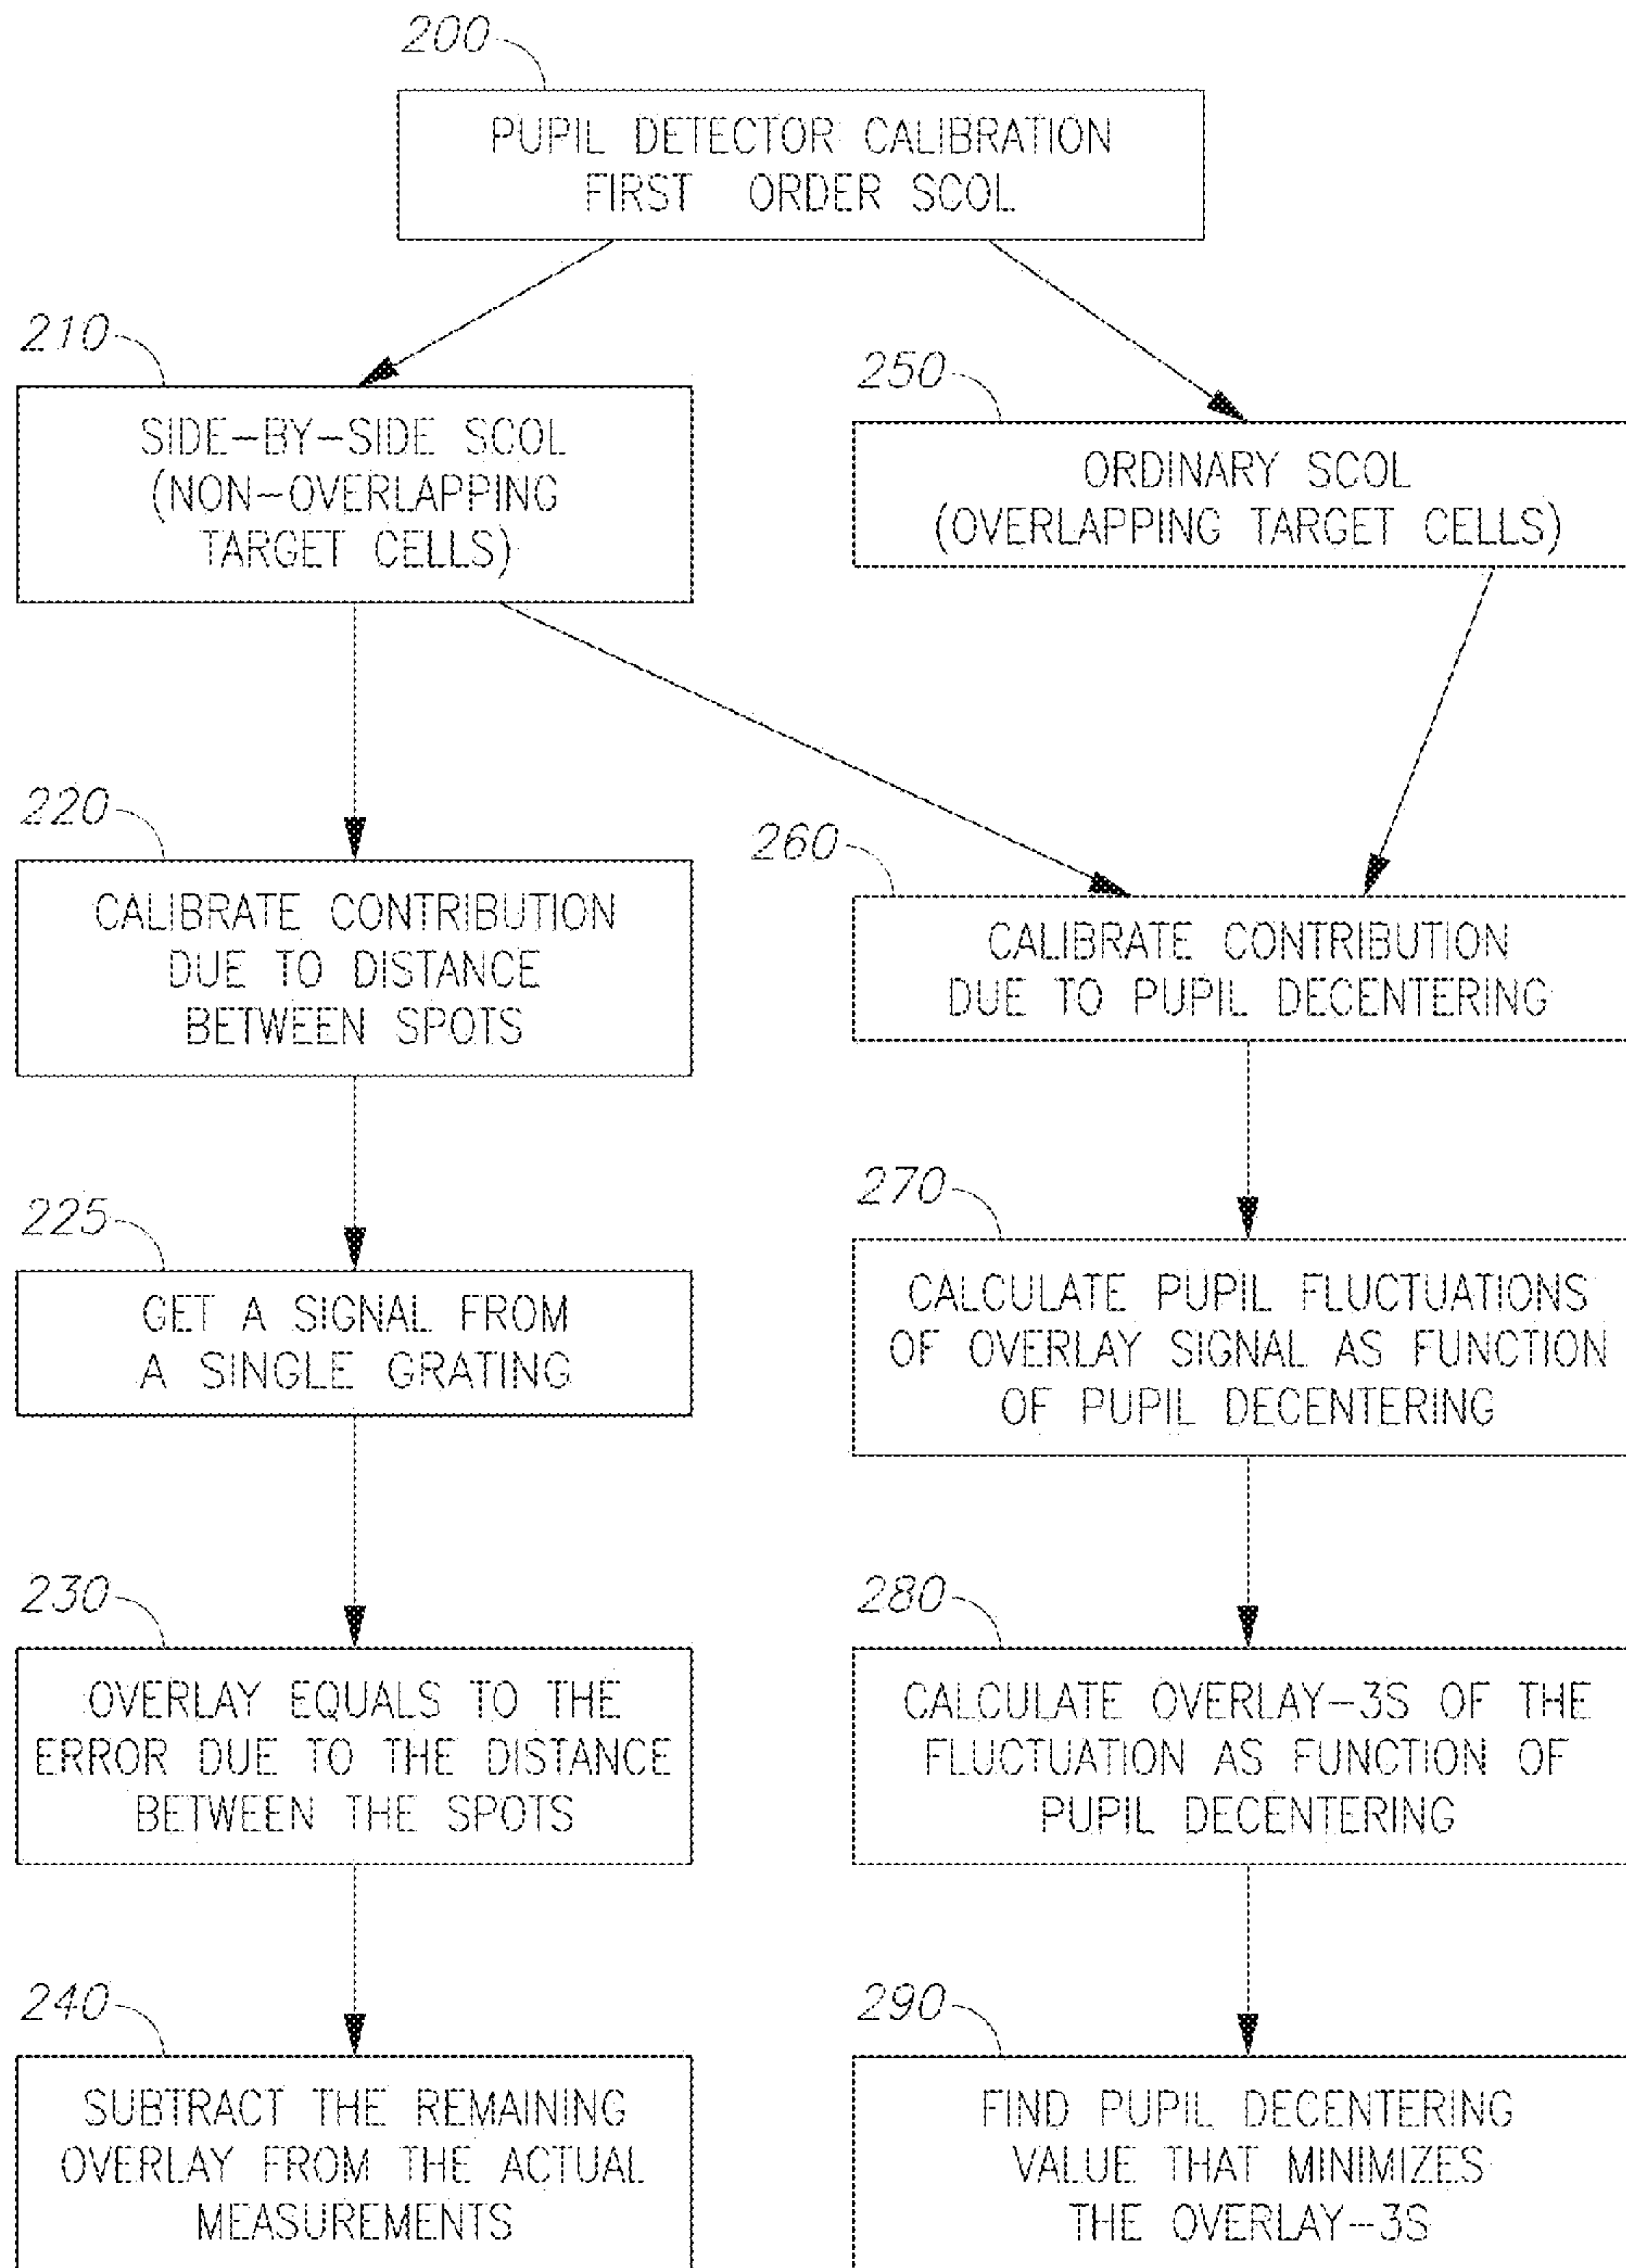 200
PUPIL DETECTOR CALIBRATION
FIRST ORDER SCOL
210
SIDE-BY-SIDE SCOL
(NON-OVERLAPPING
TARGET CELLS)
250
ORDINARY SCOL
(OVERLAPPING TARGET CELLS)
220
CALIBRATE CONTRIBUTION
DUE TO DISTANCE
BETWEEN SPOTS
260
CALIBRATE CONTRIBUTION
DUE TO PUPIL DECENTERING
225
GET A SIGNAL FROM
A SINGLE GRATING
270
CALCULATE PUPIL FLUCTUATIONS
OF OVERLAY SIGNAL AS FUNCTION
OF PUPIL DECENTERING
230
OVERLAY EQUALS TO THE
ERROR DUE TO THE DISTANCE
BETWEEN THE SPOTS
280
CALCULATE OVERLAY-3S OF THE
FLUCTUATION AS FUNCTION OF
PUPIL DECENTERING
240
SUBTRACT THE REMAINING
OVERLAY FROM THE ACTUAL
MEASUREMENTS
290
FIND PUPIL DECENTERING
VALUE THAT MINIMIZES
THE OVERLAY-3S